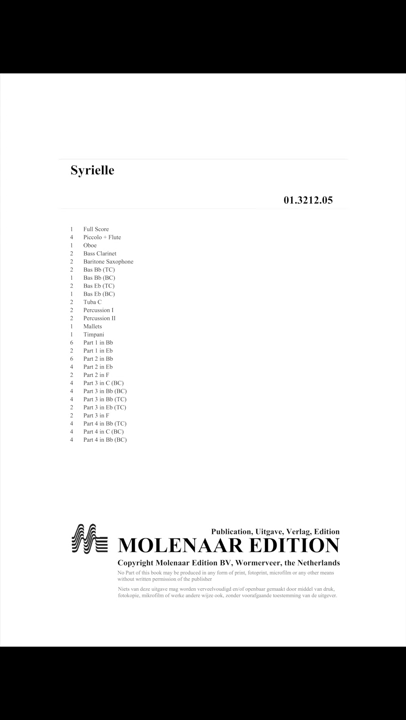 Syrielle
01.3212.05
1 Full Score
4 Piccolo + Flute
1 Oboe
2 Bass Clarinet
2 Baritone Saxophone
2 Bas Bb (TC)
1 Bas Bb (BC)
2 Bas Eb (TC)
1 Bas Eb (BC)
2 Tuba C
2 Percussion I
2 Percussion II
1 Mallets
1 Timpani
6 Part 1 in Bb
2 Part 1 in Eb
6 Part 2 in Bb
4 Part 2 in Eb
2 Part 2 in F
4 Part 3 in C (BC)
4 Part 3 in Bb (BC)
4 Part 3 in Bb (TC)
2 Part 3 in Eb (TC)
2 Part 3 in F
4 Part 4 in Bb (TC)
4 Part 4 in C (BC)
4 Part 4 in Bb (BC)
Publication, Uitgave, Verlag, Edition
MOLENAAR EDITION
Copyright Molenaar Edition BV, Wormerveer, the Netherlands
No Part of this book may be produced in any form of print, fotoprint, microfilm or any other means
without written permission of the publisher
Niets van deze uitgave mag worden verveelvoudigd en/of openbaar gemaakt door middel van druk,
fotokopie, mikrofilm of welke andere wijze ook, zonder voorafgaande toestemming van de uitgever.